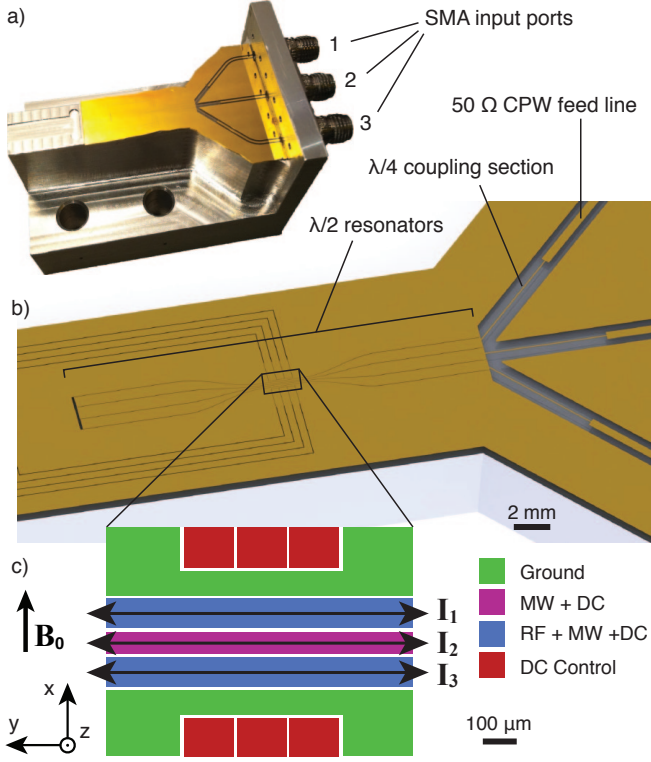 a)
SMA input ports
1
2
3
50 Ω CPW feed line
λ/4 coupling section
λ/2 resonators
b)
2 mm
c)
B₀
I₁
I₂
I₃
Ground
MW + DC
RF + MW +DC
DC Control
x
y
z
100 μm